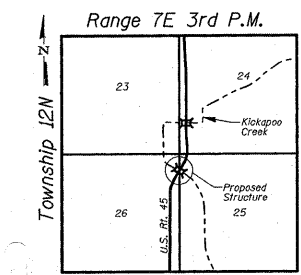 Range 7E 3rd P.M.
N
Township 12N
23
24
Kickapoo
Creek
Proposed
Structure
26
U.S. Rt. 45
25